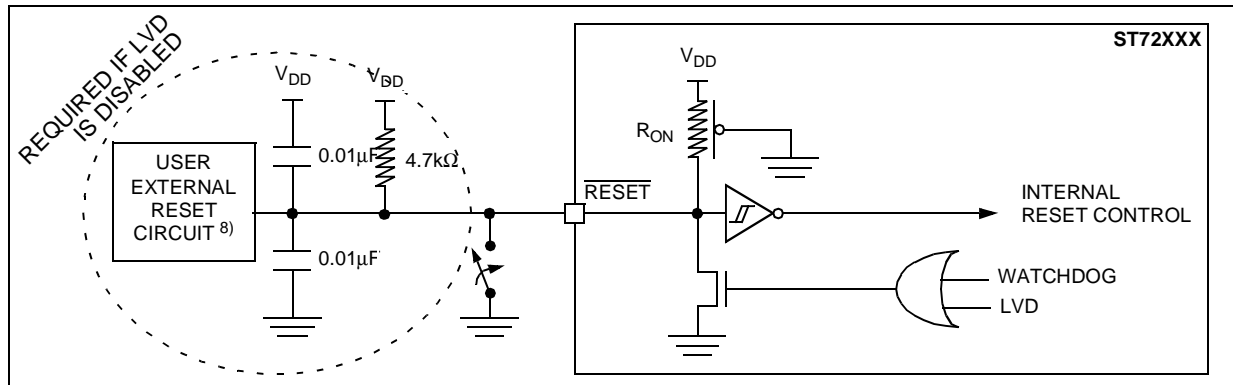 REQUIRED IF LVD
IS DISABLED
VDD
VDD
0.01µF
4.7kΩ
USER
EXTERNAL
RESET
CIRCUIT 8)
0.01µF
ST72XXX
VDD
RON
RESET
INTERNAL
RESET CONTROL
WATCHDOG
LVD